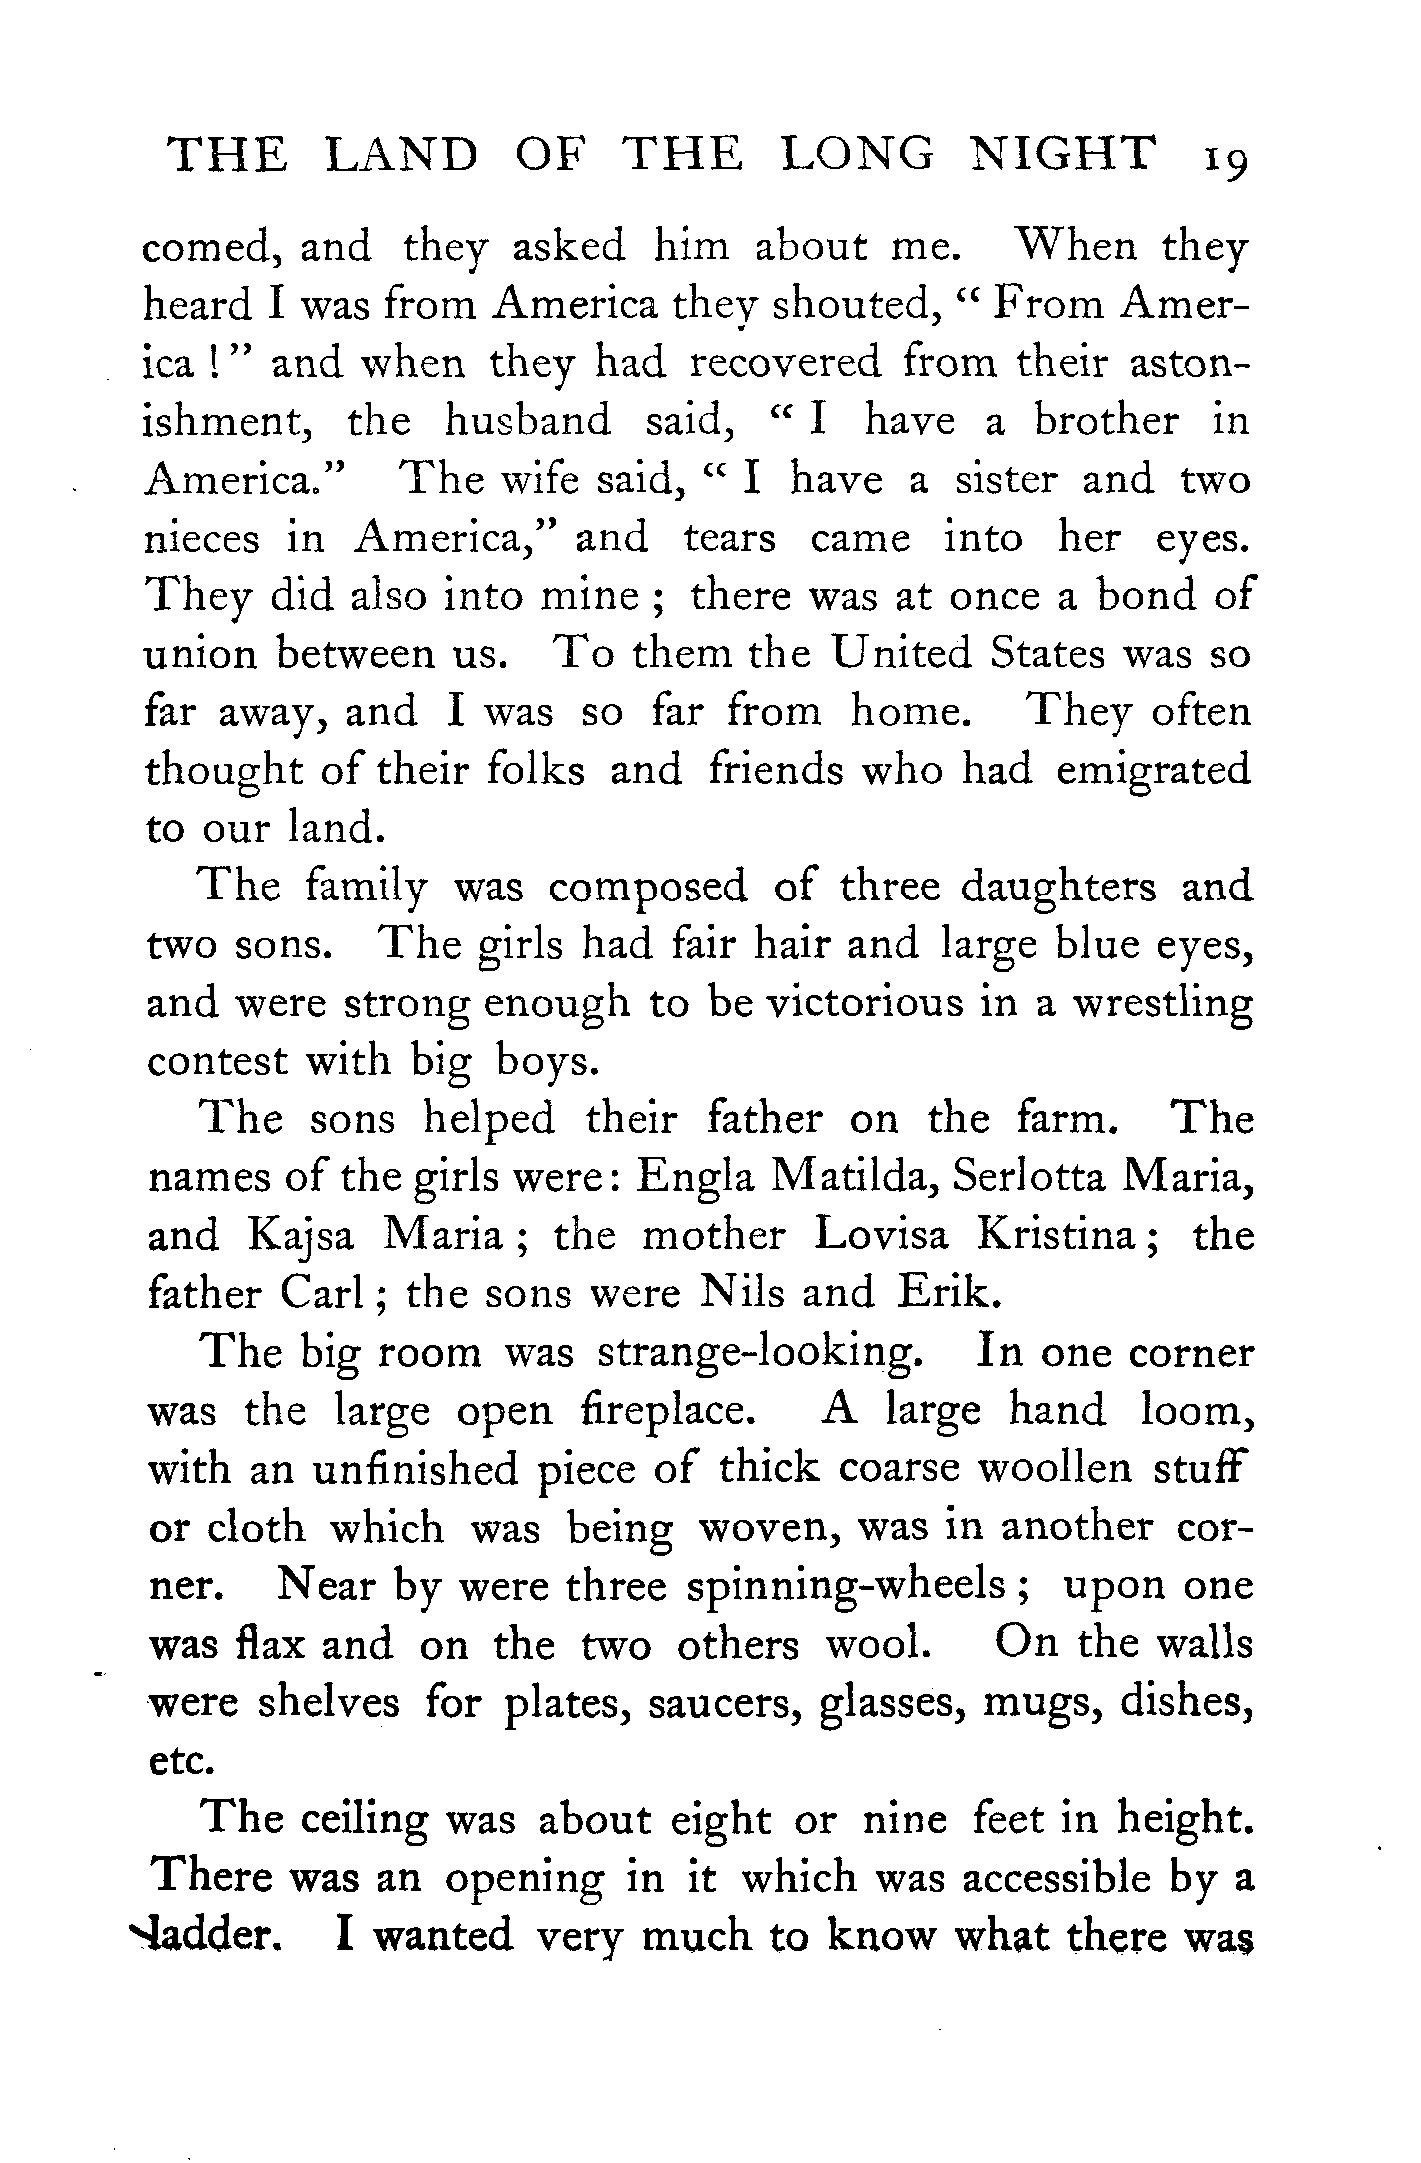 THE LAND OF THE LONG NIGHT 19
comed, and they asked him about me. When they
heard I was from America they shouted, “ From Amer-
ica ! ” and when they had recovered from their aston-
ishment, the husband said, “ I have a brother in
America.” The wife said, “ I have a sister and two
nieces in America,” and tears came into her eyes.
They did also into mine ; there was at once a bond of
union between us. To them the United States was so
far away, and I was so far from home. They often
thought of their folks and friends who had emigrated
to our land.
The family was composed of three daughters and
two sons. The girls had fair hair and large blue eyes,
and were strong enough to be victorious in a wrestling
contest with big boys.
The sons helped their father on the farm. The
names of the girls were: Engla Matilda, Serlotta Maria,
and Kajsa Maria ; the mother Lovisa Kristina ; the
father Carl ; the sons were Nils and Erik.
The big room was strange-looking. In one corner
was the large open fireplace. A large hand loom,
with an unfinished piece of thick coarse woollen stuff
or cloth which was being woven, was in another cor-
ner. Near by were three spinning-wheels ; upon one
was flax and on the two others wool. On the walls
were shelves for plates, saucers, glasses, mugs, dishes,
etc.
The ceiling was about eight or nine feet in height.
There was an opening in it which was accessible by a
ladder. I wanted very much to know what there was